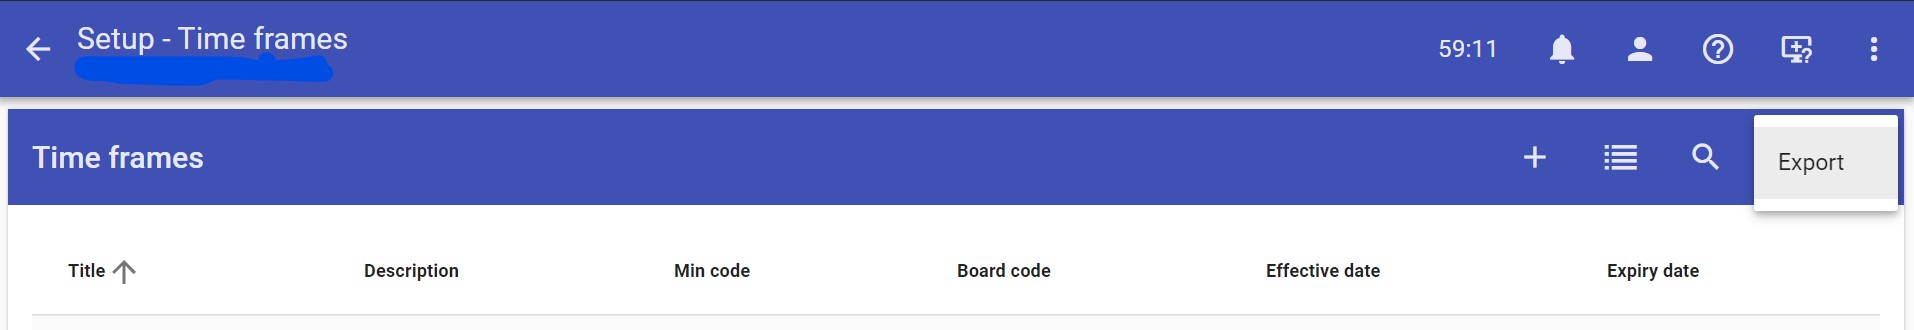 Setup - Time frames
59:11
Time frames
Export
Title
Description
Min code
Board code
Effective date
Expiry date